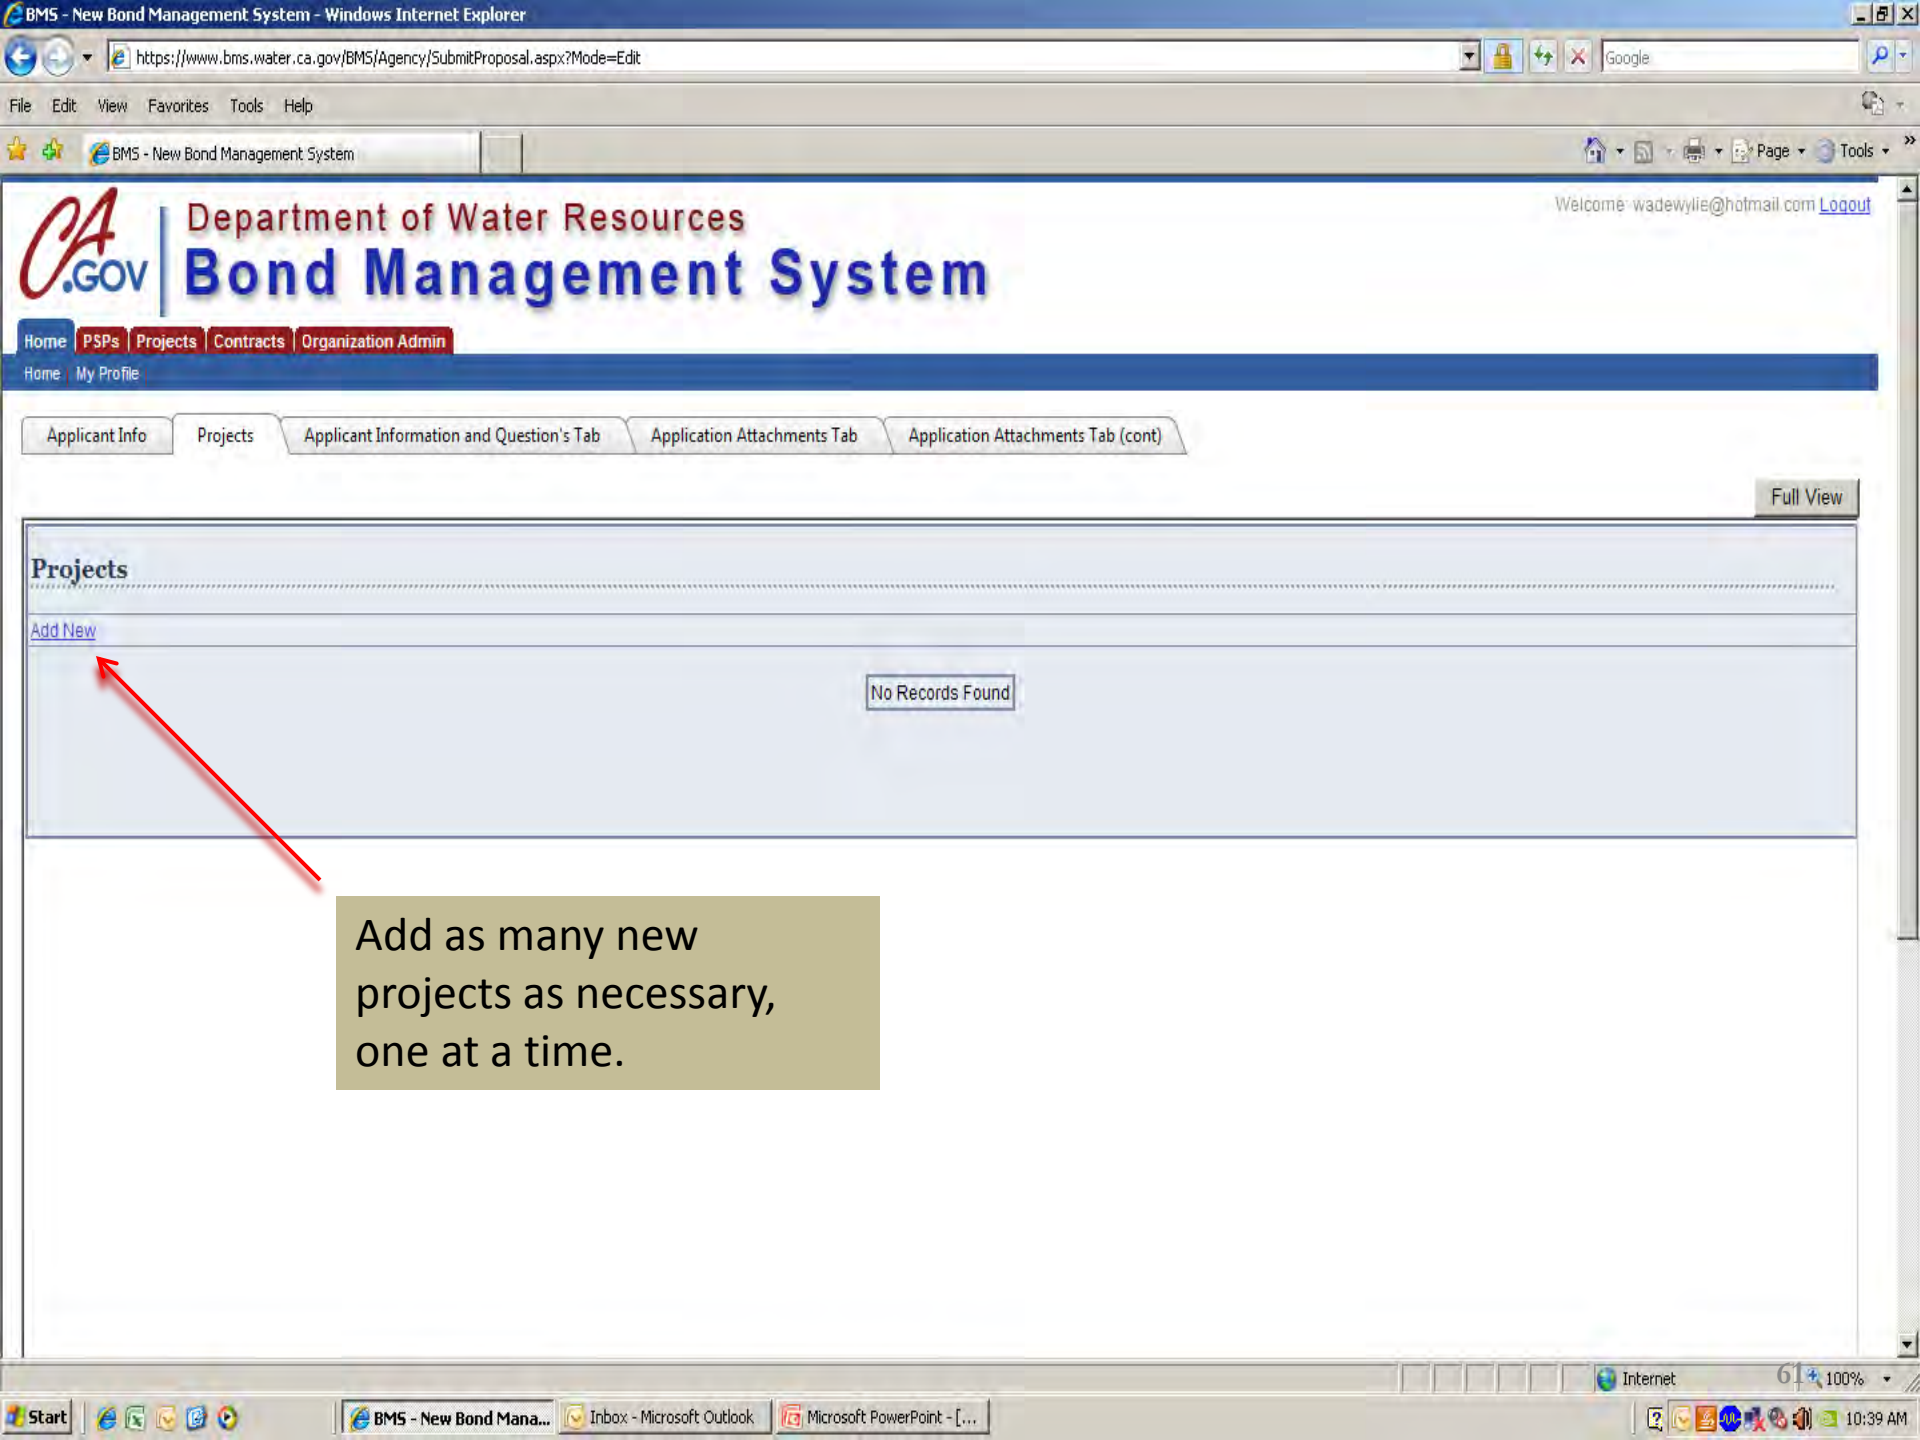 BMS - New Bond Management System - Windows Internet Explorer
https://www.bms.water.ca.gov/BMS/Agency/SubmitProposal.aspx?Mode=Edit
Google
File Edit View Favorites Tools Help
BMS - New Bond Management System
Page Tools
Welcome wadewylie@hotmail.com Logout
CA.GOV
Department of Water Resources
Bond Management System
Home PSPs Projects Contracts Organization Admin
Home My Profile
Applicant Info Projects Applicant Information and Question's Tab Application Attachments Tab Application Attachments Tab (cont)
Full View
Projects
Add New
No Records Found
Add as many new
projects as necessary,
one at a time.
Internet 61 100%
Start BMS - New Bond Mana... Inbox - Microsoft Outlook Microsoft PowerPoint - [... 10:39 AM